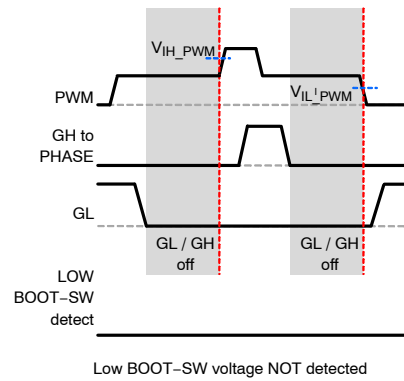 VIH_PWM
PWM
VIL_PWM
GH to
PHASE
GL
GL / GH
off
GL / GH
off
LOW
BOOT−SW
detect
Low BOOT−SW voltage NOT detected